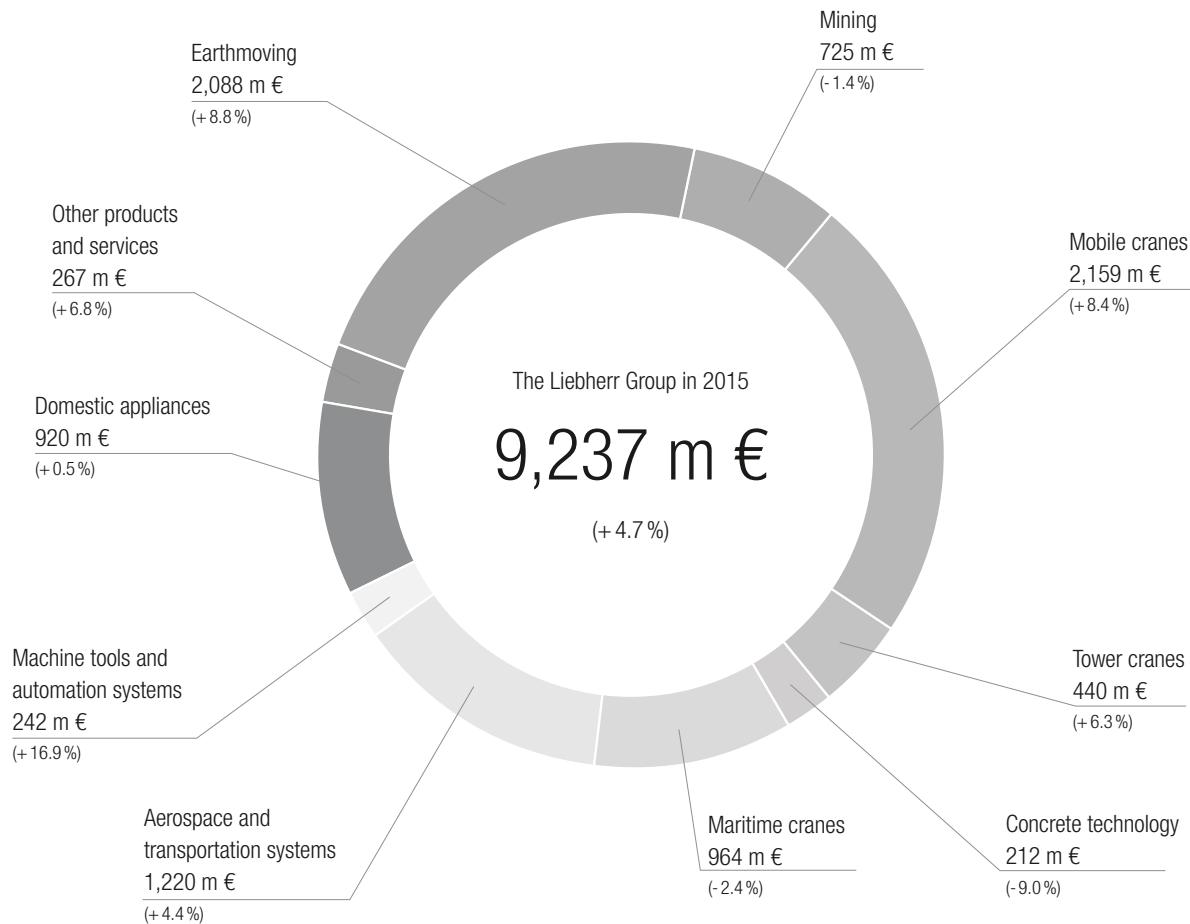 Mining
725 m €
(- 1.4 %)
Earthmoving
2,088 m €
(+ 8.8 %)
Other products
and services
267 m €
(+ 6.8 %)
Mobile cranes
2,159 m €
(+ 8.4 %)
The Liebherr Group in 2015
9,237 m €
(+ 4.7 %)
Domestic appliances
920 m €
(+ 0.5 %)
Machine tools and
automation systems
242 m €
(+ 16.9 %)
Tower cranes
440 m €
(+ 6.3 %)
Aerospace and
transportation systems
1,220 m €
(+ 4.4 %)
Maritime cranes
964 m €
(- 2.4 %)
Concrete technology
212 m €
(- 9.0 %)